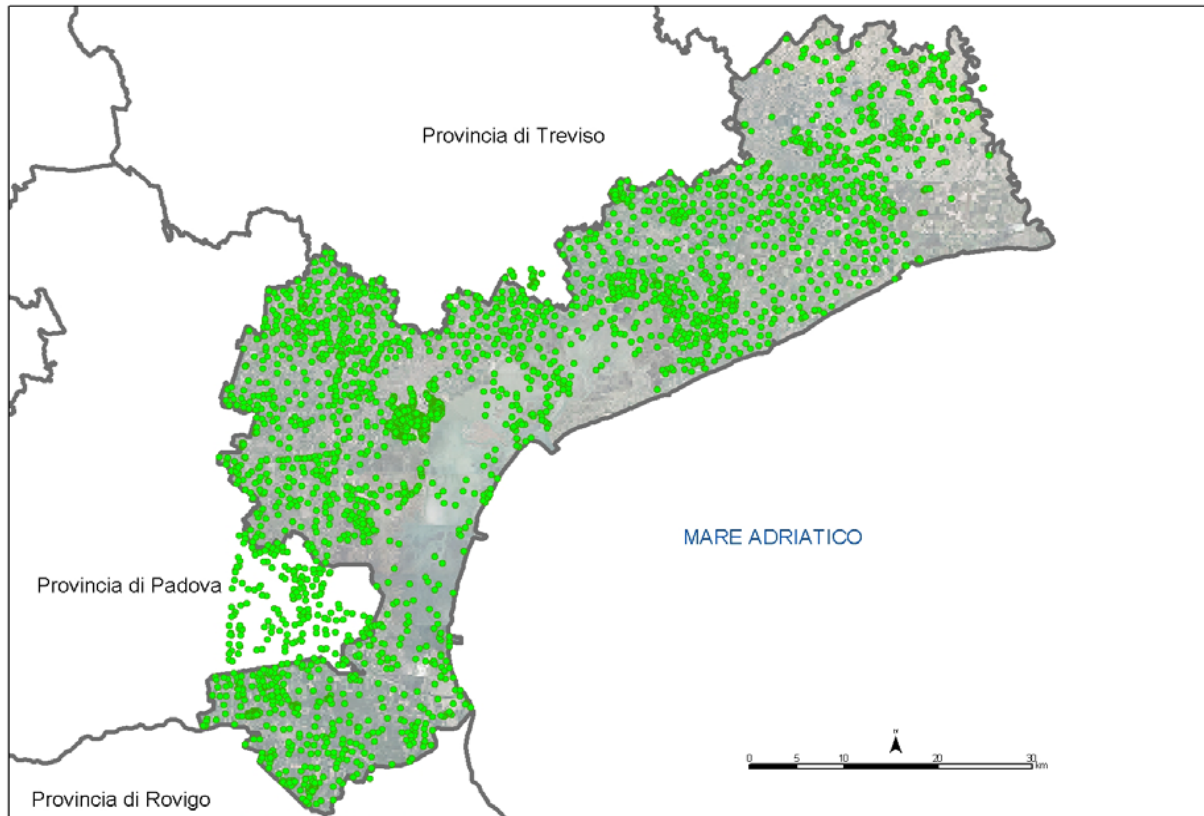 Provincia di Treviso
MARE ADRIATICO
Provincia di Padova
N
0 5 10 20 30
km
Provincia di Rovigo